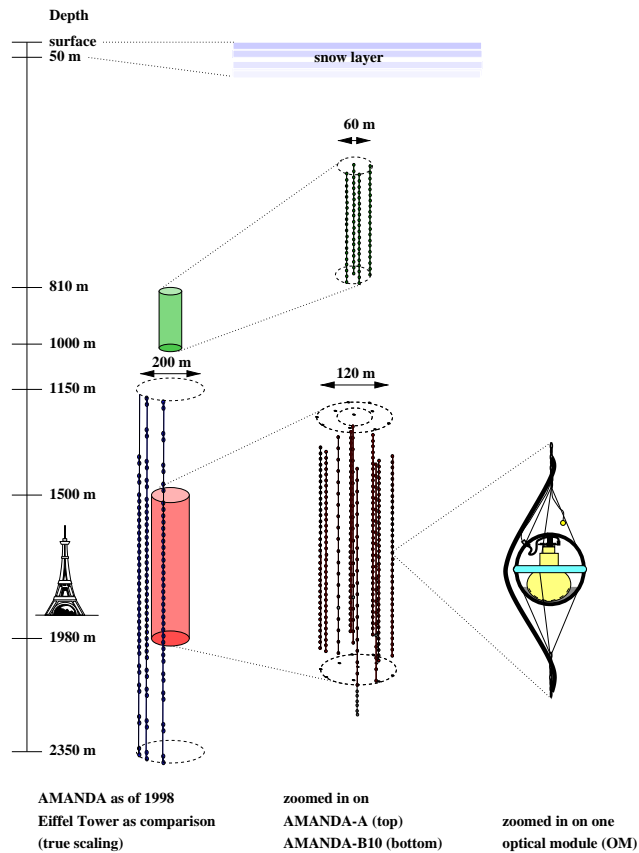 Depth
surface
50 m
snow layer
60 m
810 m
1000 m
200 m
1150 m
120 m
1500 m
1980 m
2350 m
AMANDA as of 1998
Eiffel Tower as comparison
(true scaling)
zoomed in on
AMANDA-A (top)
AMANDA-B10 (bottom)
zoomed in on one
optical module (OM)